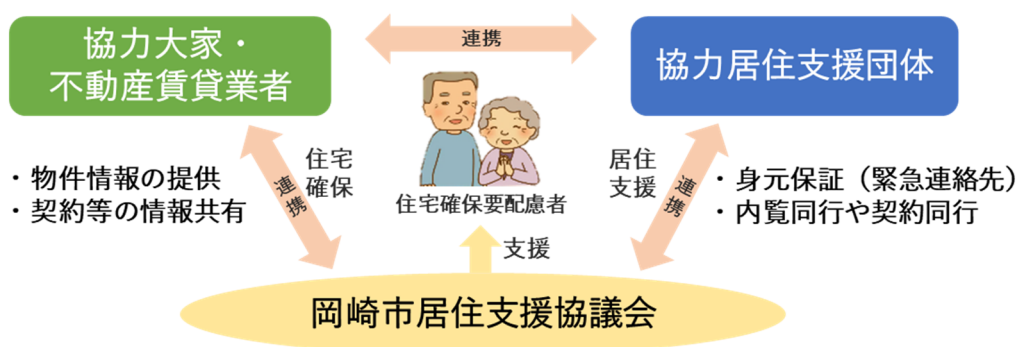 協力大家・
不動産賃貸業者
連携
協力居住支援団体
住宅
確保
連携
・物件情報の提供
・契約等の情報共有
住宅確保要配慮者
居住
支援
連携
・身元保証（緊急連絡先）
・内覧同行や契約同行
支援
岡崎市居住支援協議会